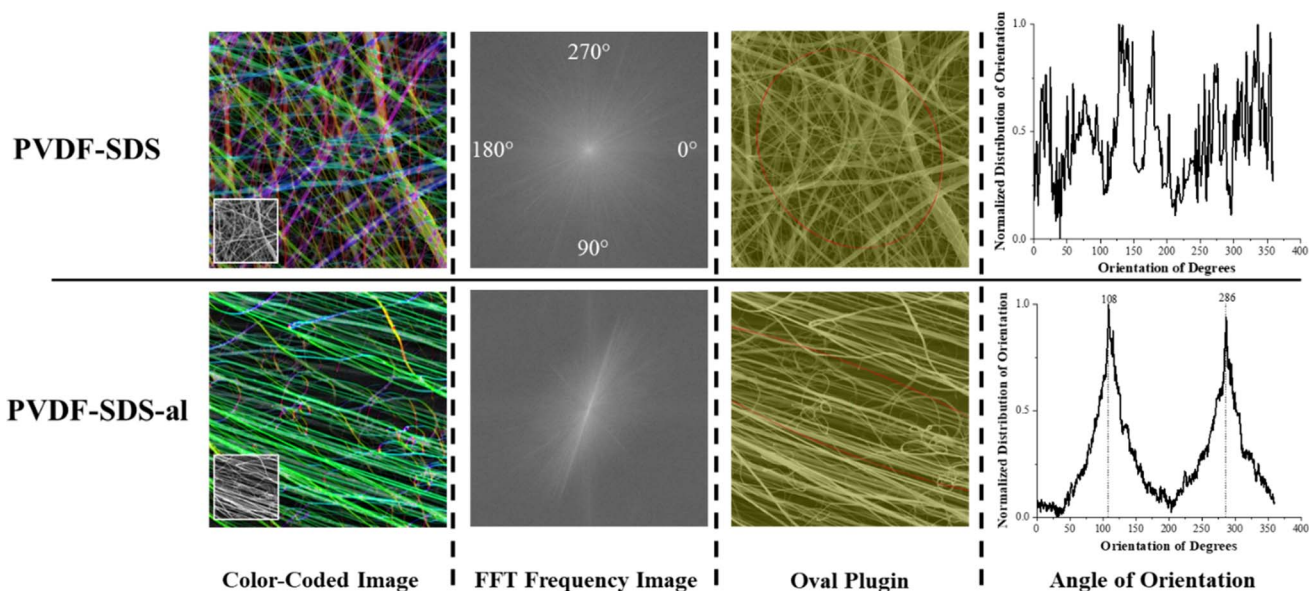 PVDF-SDS
270°
180°
0°
90°
Normalized Distribution of Orientation
1.0
0.5
0.0
0 50 100 150 200 250 300 350 400
Orientation of Degrees
PVDF-SDS-al
Normalized Distribution of Orientation
1.0
0.5
0.0
108
286
0 50 100 150 200 250 300 350 400
Orientation of Degrees
Color-Coded Image
FFT Frequency Image
Oval Plugin
Angle of Orientation